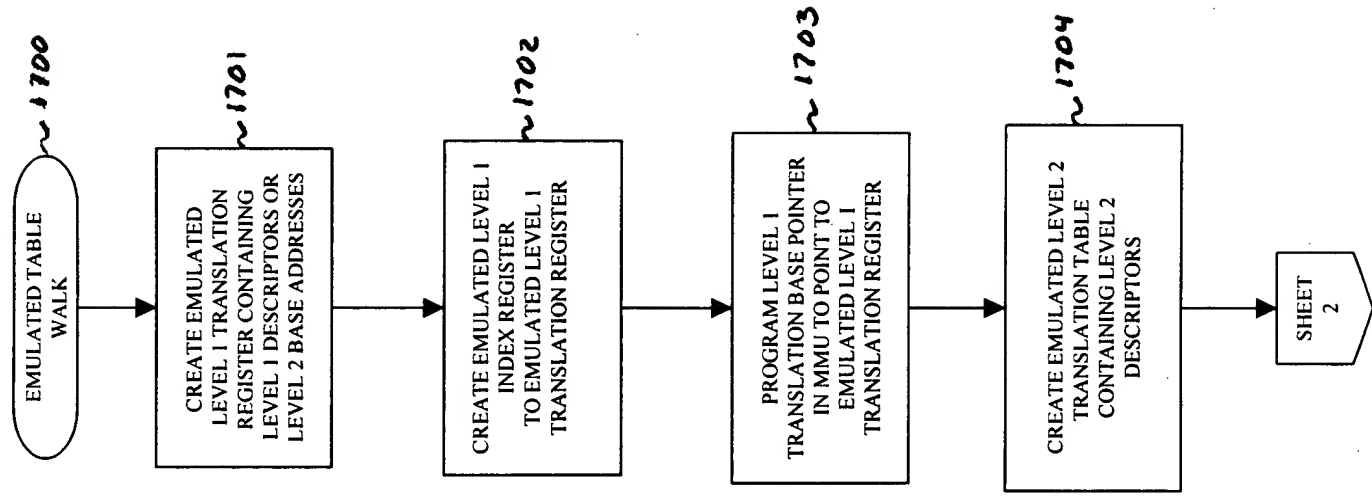 EMULATED TABLE
WALK
1700
CREATE EMULATED
LEVEL 1 TRANSLATION
REGISTER CONTAINING
LEVEL 1 DESCRIPTORS OR
LEVEL 2 BASE ADDRESSES
1701
CREATE EMULATED LEVEL 1
INDEX REGISTER
TO EMULATED LEVEL 1
TRANSLATION REGISTER
1702
PROGRAM LEVEL 1
TRANSLATION BASE POINTER
IN MMU TO POINT TO
EMULATED LEVEL 1
TRANSLATION REGISTER
1703
CREATE EMULATED LEVEL 2
TRANSLATION TABLE
CONTAINING LEVEL 2
DESCRIPTORS
1704
SHEET
2